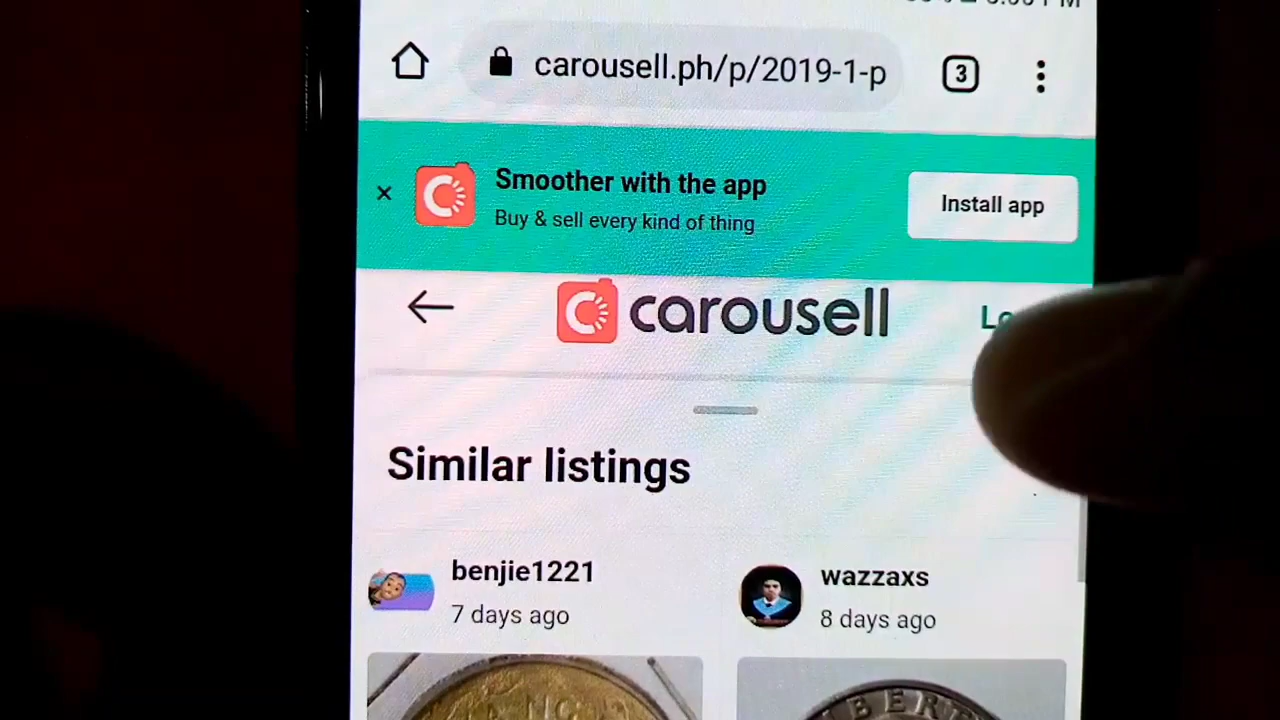 carousell.ph/p/2019-1-p
3
Smoother with the app
Buy & sell every kind of thing
Install app
carousell
Similar listings
benjie1221
7 days ago
wazzaxs
8 days ago